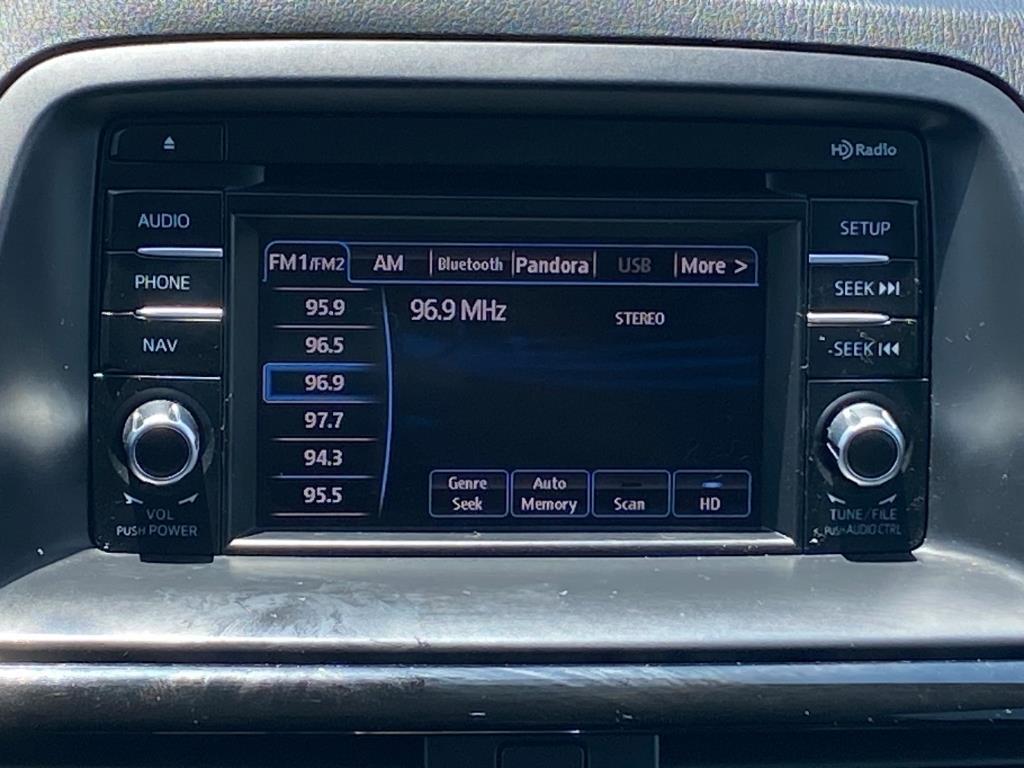 HD Radio
AUDIO
SETUP
PHONE
SEEK
NAV
SEEK
FM1/FM2 AM Bluetooth Pandora USB More >
95.9
96.5
96.9
97.7
94.3
95.5
96.9 MHz
STEREO
Genre
Seek
Auto
Memory
Scan
HD
VOL
PUSH POWER
TUNE/FILE
PUSH AUDIO CTRL